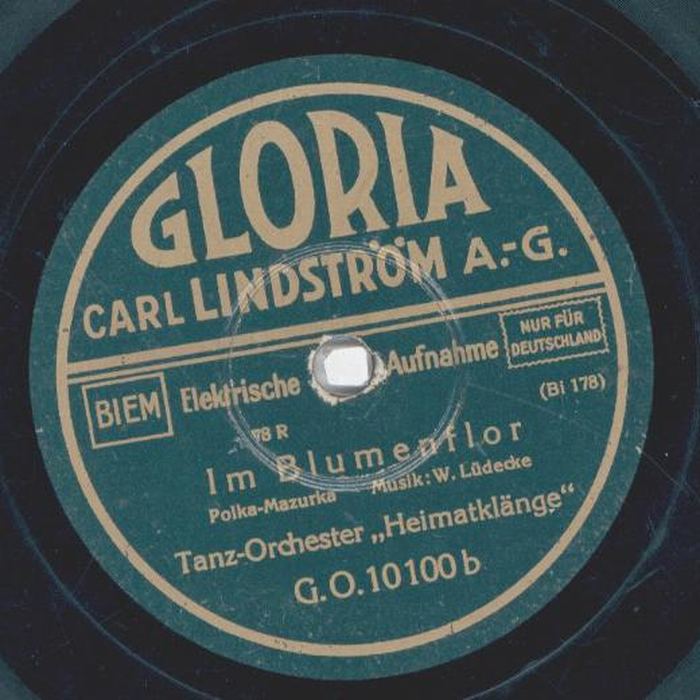 GLORIA
CARL LINDSTRÖM A.-G.
BIEM
Elektrische Aufnahme
NUR FÜR
DEUTSCHLAND
(Bi 178)
78 R
Im Blumenflor
Polka-Mazurka Musik: W. Lüdecke
Tanz-Orchester „Heimatklänge“
G.O. 10100 b